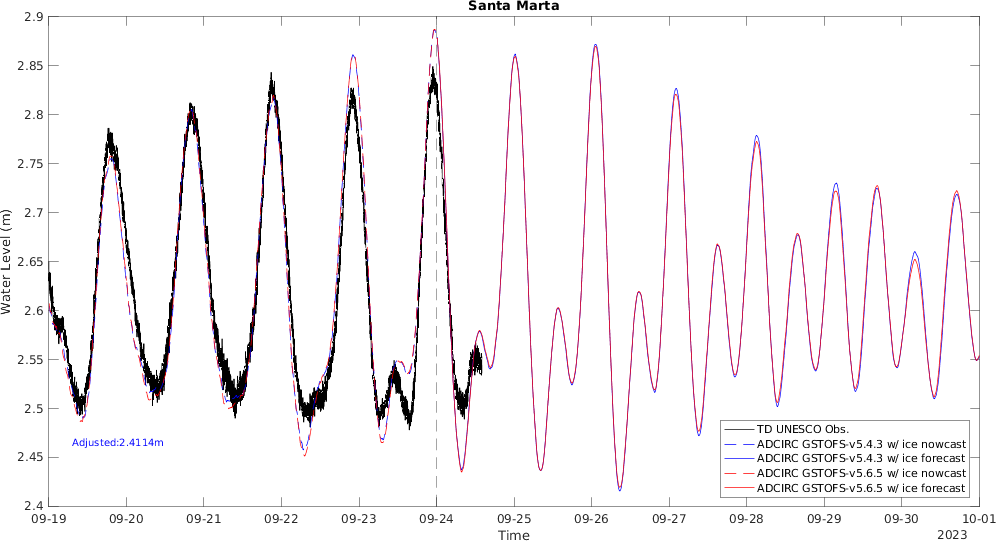 Santa Marta
2.9
2.85
2.8
2.75
2.7
2.65
2.6
2.55
2.5
2.45
2.4
Water Level (m)
Adjusted:2.4114m
TD UNESCO Obs.
ADCIRC GSTOFS-v5.4.3 w/ ice nowcast
ADCIRC GSTOFS-v5.4.3 w/ ice forecast
ADCIRC GSTOFS-v5.6.5 w/ ice nowcast
ADCIRC GSTOFS-v5.6.5 w/ ice forecast
09-19 09-20 09-21 09-22 09-23 09-24 09-25 09-26 09-27 09-28 09-29 09-30 10-01
Time
2023